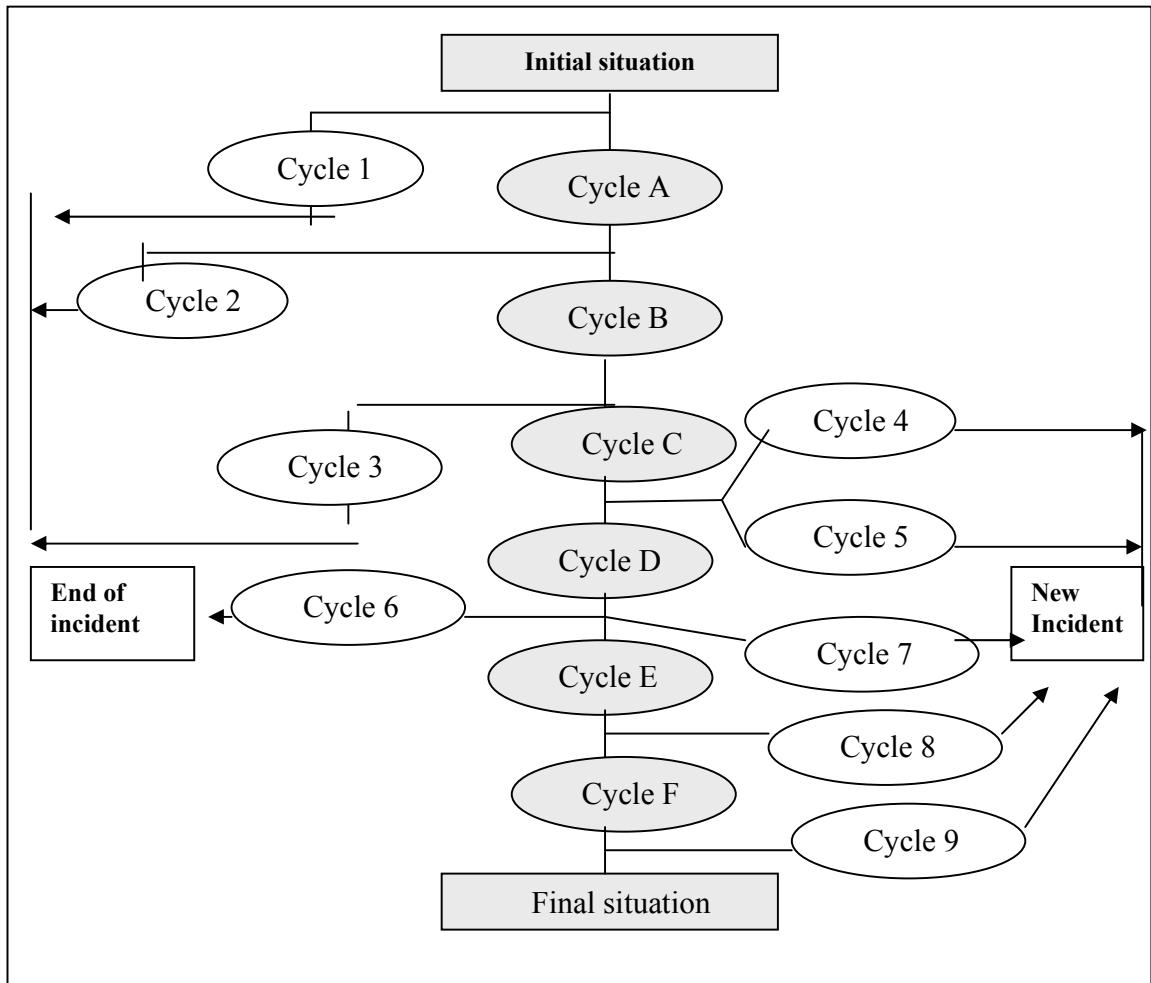 Initial situation
Cycle 1
Cycle A
Cycle 2
Cycle B
Cycle 4
Cycle C
Cycle 3
Cycle 5
Cycle D
End of
incident
Cycle 6
New
Incident
Cycle 7
Cycle E
Cycle 8
Cycle F
Cycle 9
Final situation